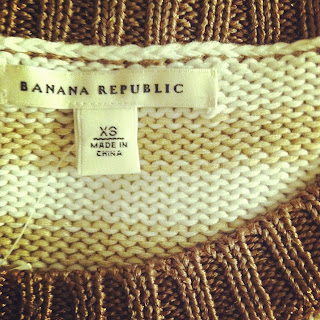 BANANA REPUBLIC
XS
MADE IN
CHINA